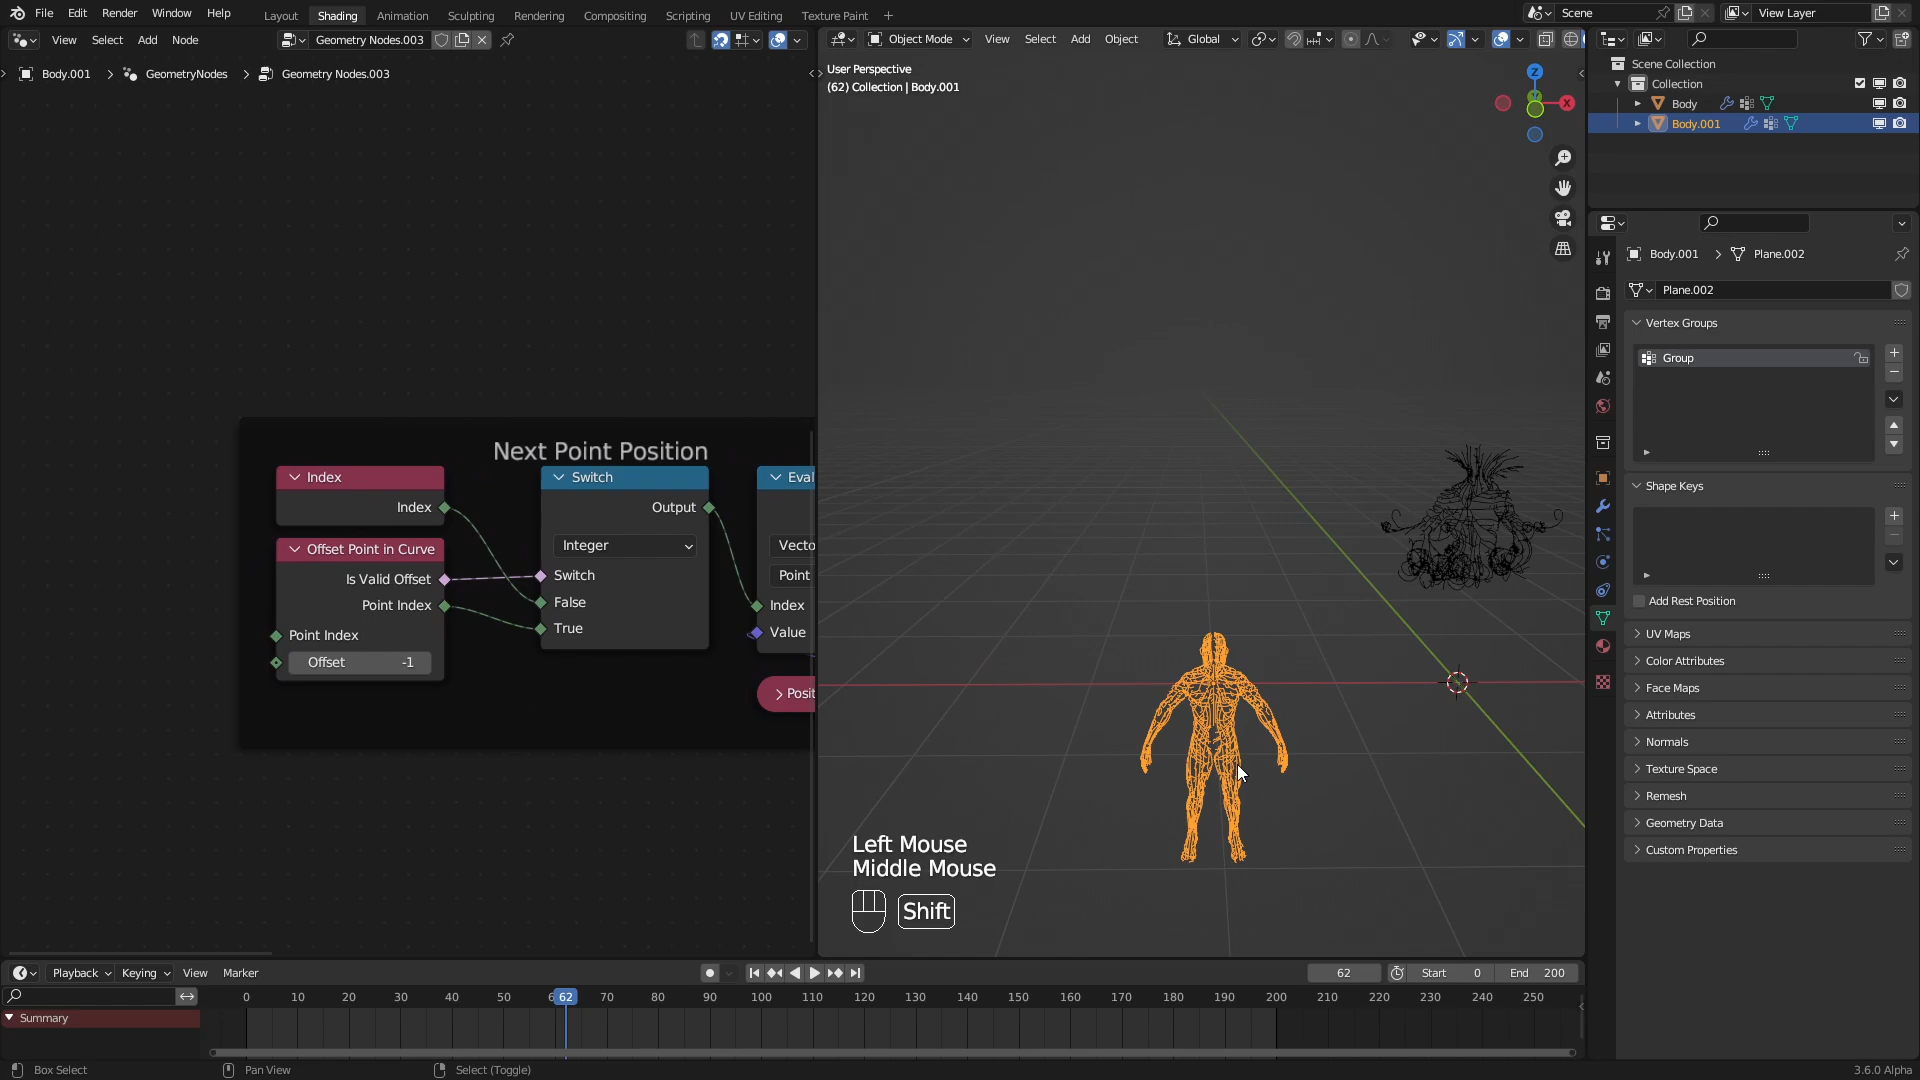 File Edit Render Window Help Layout Shading Animation Sculpting Rendering Compositing Scripting UV Editing Texture Paint + Scene View Layer
View Select Add Node Geometry Nodes.003
Object Mode View Select Add Object Global
Body.001 > GeometryNodes > Geometry Nodes.003
User Perspective
(62) Collection | Body.001
Z
X
Scene Collection
Collection
Body
Body.001
Body.001 > Plane.002
Plane.002
Vertex Groups
Group
Shape Keys
Add Rest Position
UV Maps
Color Attributes
Face Maps
Attributes
Normals
Texture Space
Remesh
Geometry Data
Custom Properties
Next Point Position
Index
Index
Offset Point in Curve
Is Valid Offset
Point Index
Point Index
Offset -1
Switch
Output
Integer
Switch
False
True
Eval
Vecto
Point
Index
Value
Posit
Left Mouse
Middle Mouse
Shift
Playback Keying View Marker 62 Start 0 End 200
0 10 20 30 40 50 6 62 70 80 90 100 110 120 130 140 150 160 170 180 190 200 210 220 230 240 250
Summary
Box Select Pan View Select (Toggle) 3.6.0 Alpha